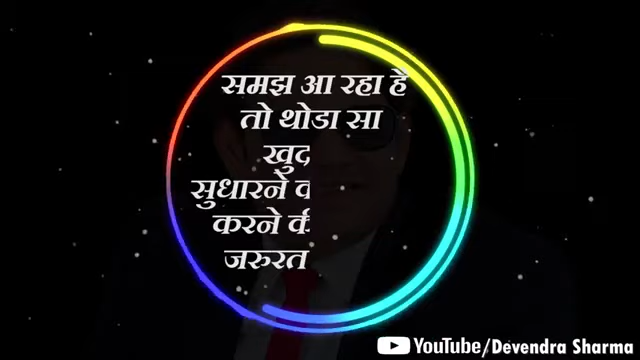 समझ आ रहा है
तो थोडा सा
खुद
सुधारने
करने
जरुरत
YouTube/Devendra Sharma